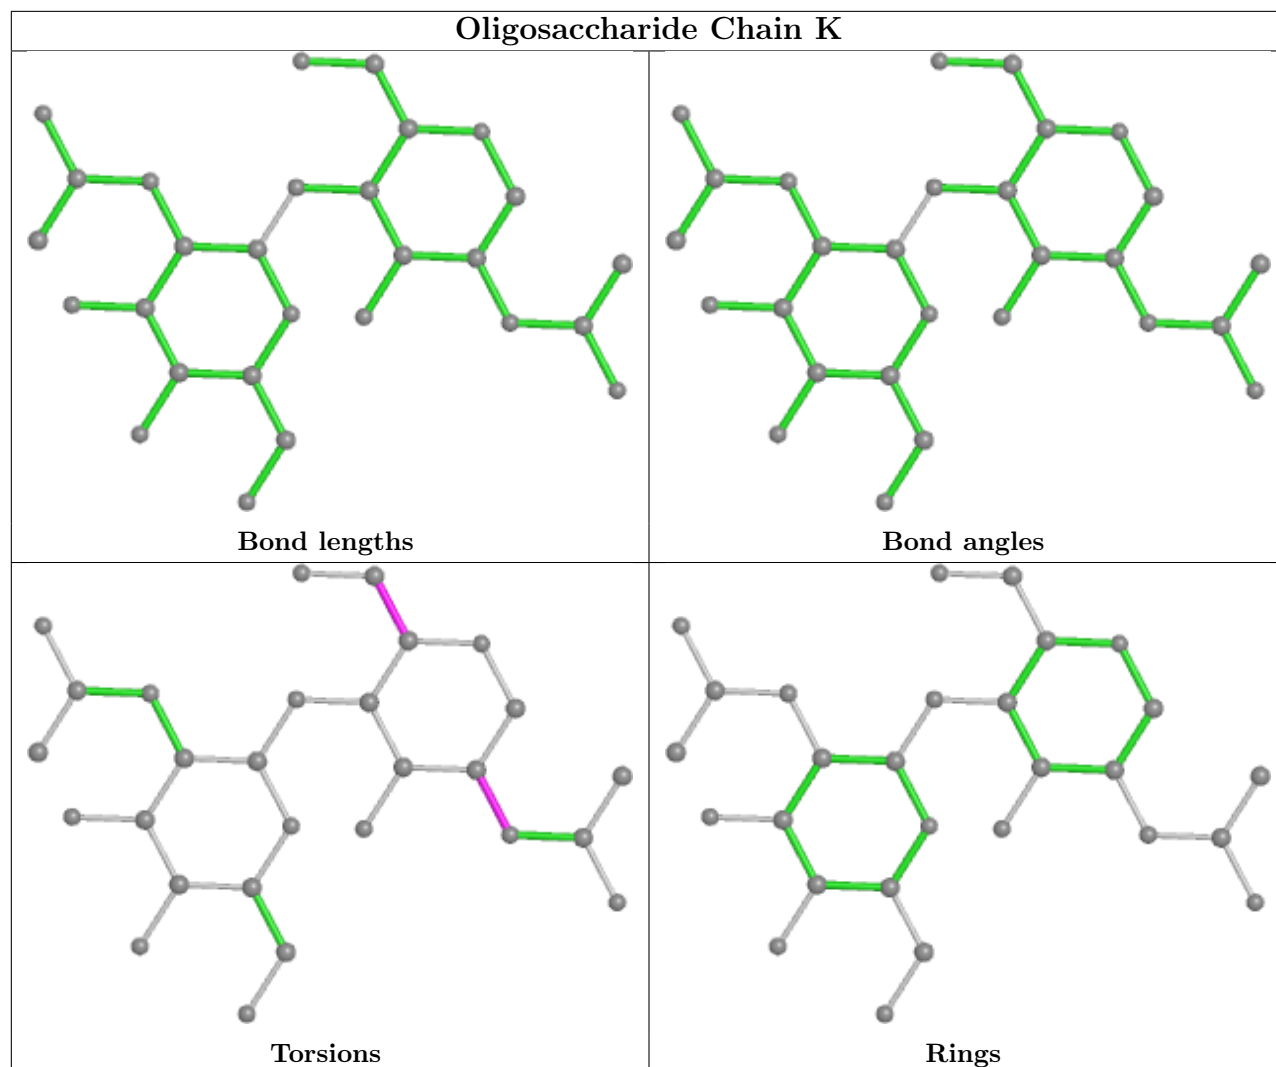 Oligosaccharide Chain K
Bond lengths
Bond angles
Torsions
Rings